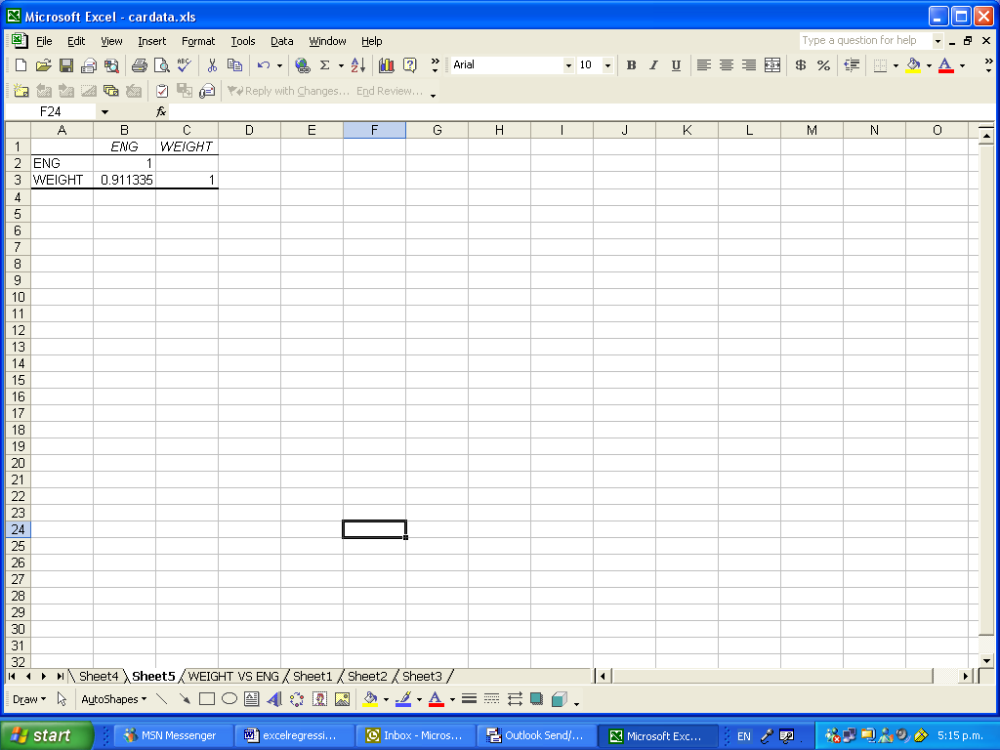 Microsoft Excel - cardata.xls
File Edit View Insert Format Tools Data Window Help Type a question for help
Arial 10 B I U $ %
Reply with Changes... End Review...
F24 fx
A B C D E F G H I J K L M N O
1 ENG WEIGHT
2 ENG 1
3 WEIGHT 0.911335 1
4
5
6
7
8
9
10
11
12
13
14
15
16
17
18
19
20
21
22
23
24
25
26
27
28
29
30
31
32
Sheet4 Sheet5 WEIGHT VS ENG Sheet1 Sheet2 Sheet3
Draw AutoShapes
start MSN Messenger excelregressi... Inbox - Micros... Outlook Send/... Microsoft Exc... EN 5:15 p.m.